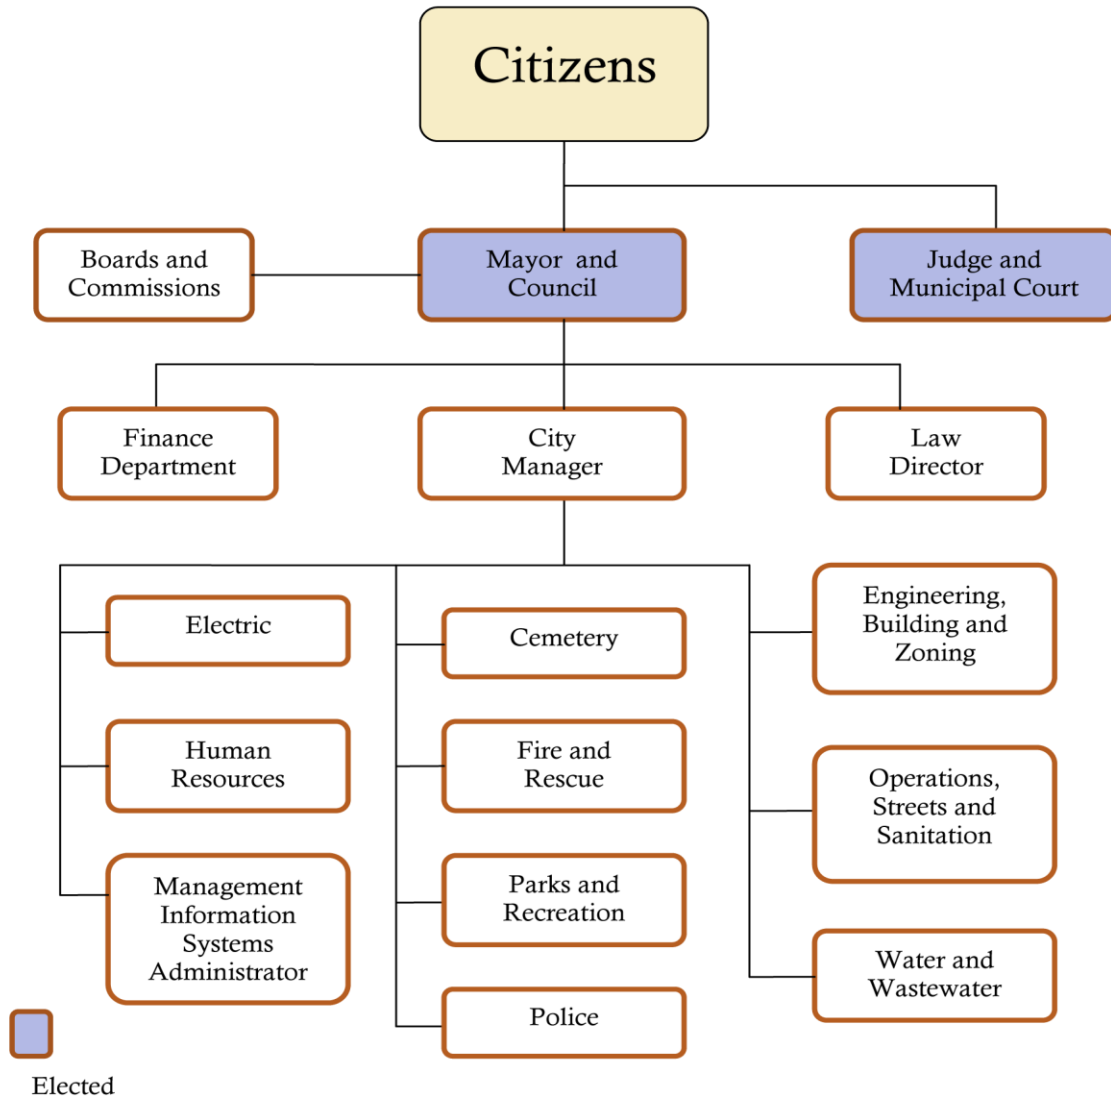 Citizens
Boards and
Commissions
Mayor and
Council
Judge and
Municipal Court
Finance
Department
City
Manager
Law
Director
Electric
Human
Resources
Management
Information
Systems
Administrator
Cemetery
Fire and
Rescue
Parks and
Recreation
Police
Engineering,
Building and
Zoning
Operations,
Streets and
Sanitation
Water and
Wastewater
Elected